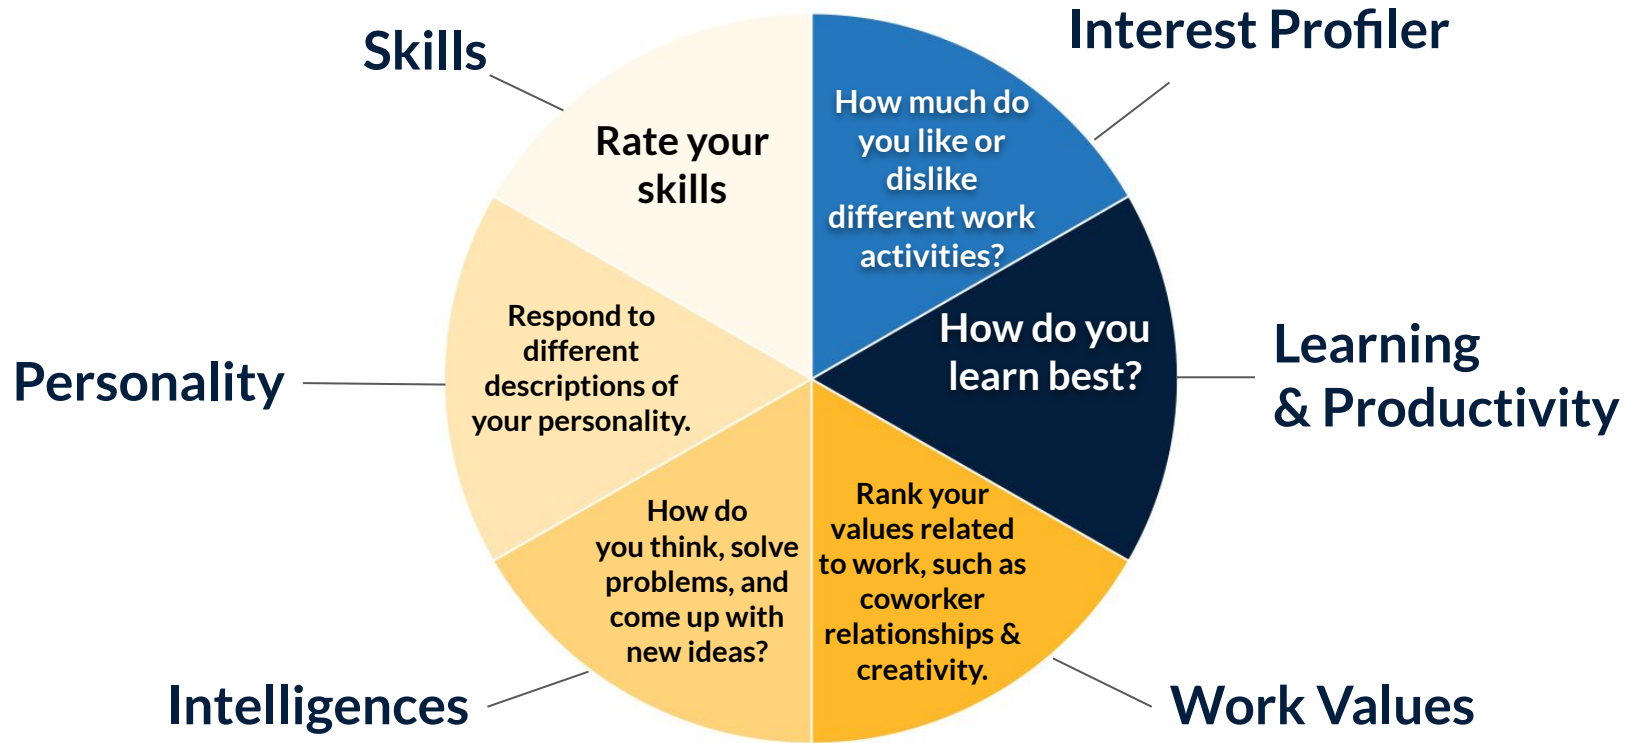 Interest Profiler
How much do
you like or
dislike
different work
activities?
Learning
& Productivity
How do you
learn best?
Work Values
Rank your
values related
to work, such as
coworker
relationships &
creativity.
Intelligences
How do
you think, solve
problems, and
come up with
new ideas?
Personality
Respond to
different
descriptions of
your personality.
Skills
Rate your
skills